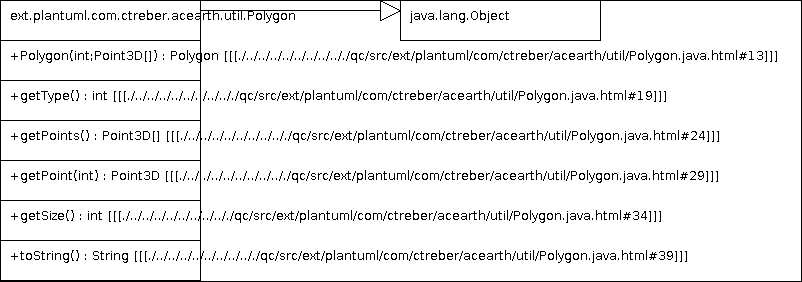 ext.plantuml.com.ctreber.acearth.util.Polygon
java.lang.Object
+Polygon(int;Point3D[]) : Polygon [[[./../../../../../../../../../../qc/src/ext/plantuml/com/ctreber/acearth/util/Polygon.java.html#13]]]
+getType() : int [[[./../../../../../../../../../../qc/src/ext/plantuml/com/ctreber/acearth/util/Polygon.java.html#19]]]
+getPoints() : Point3D[] [[[./../../../../../../../../../../qc/src/ext/plantuml/com/ctreber/acearth/util/Polygon.java.html#24]]]
+getPoint(int) : Point3D [[[./../../../../../../../../../../qc/src/ext/plantuml/com/ctreber/acearth/util/Polygon.java.html#29]]]
+getSize() : int [[[./../../../../../../../../../../qc/src/ext/plantuml/com/ctreber/acearth/util/Polygon.java.html#34]]]
+toString() : String [[[./../../../../../../../../../../qc/src/ext/plantuml/com/ctreber/acearth/util/Polygon.java.html#39]]]